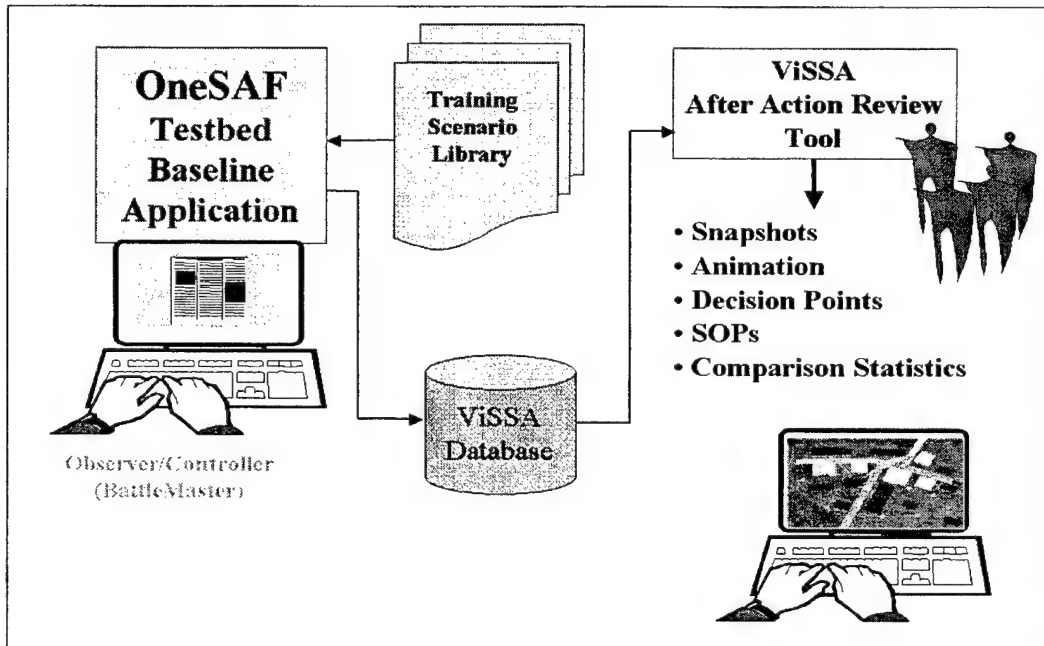 OneSAF
Testbed
Baseline
Application
Training
Scenario
Library
ViSSA
After Action Review
Tool
• Snapshots
• Animation
• Decision Points
• SOPs
• Comparison Statistics
ViSSA
Database
Observer/Controller
(BattleMaster)